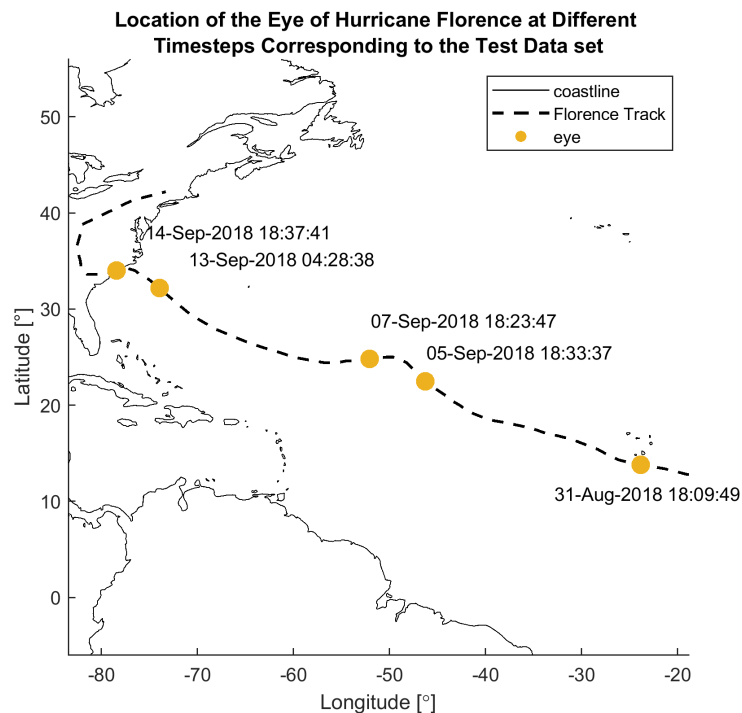 Location of the Eye of Hurricane Florence at Different
Timesteps Corresponding to the Test Data set
coastline
Florence Track
eye
50
40
30
20
10
0
Latitude [°]
14-Sep-2018 18:37:41
13-Sep-2018 04:28:38
07-Sep-2018 18:23:47
05-Sep-2018 18:33:37
31-Aug-2018 18:09:49
-80 -70 -60 -50 -40 -30 -20
Longitude [°]